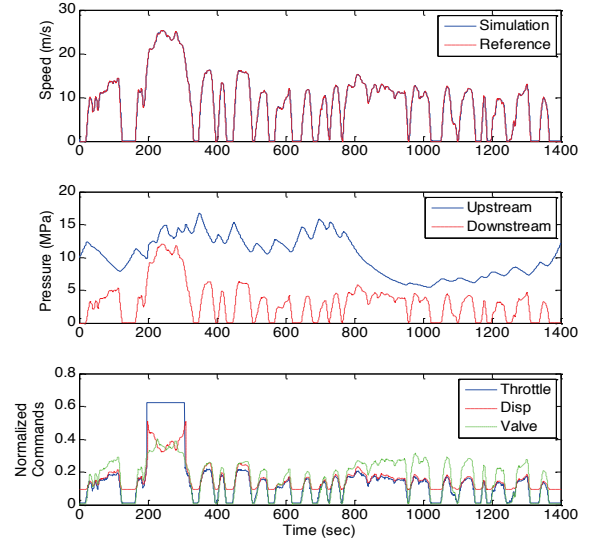 30
20
10
0
Speed (m/s)
Simulation
Reference
0 200 400 600 800 1000 1200 1400
20
15
10
5
0
Pressure (MPa)
Upstream
Downstream
0 200 400 600 800 1000 1200 1400
0.8
0.6
0.4
0.2
0
Normalized
Commands
Throttle
Disp
Valve
0 200 400 600 800 1000 1200 1400
Time (sec)